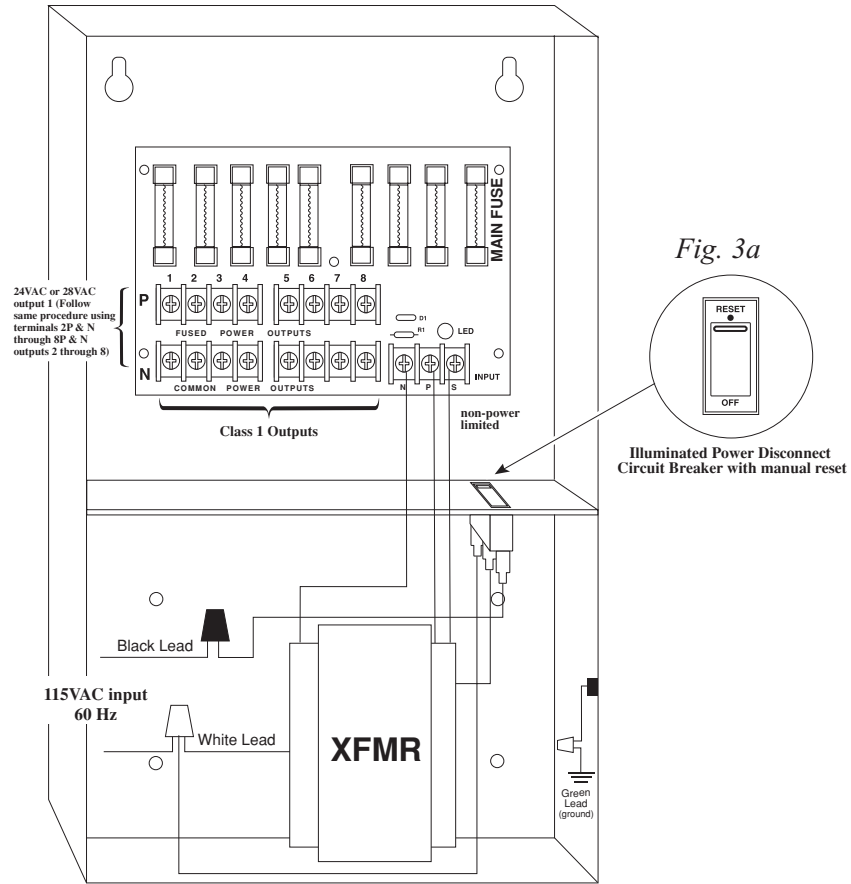 MAIN FUSE
Fig. 3a
1 2 3 4 5 6 7 8
24VAC or 28VAC
output 1 (Follow
same procedure using
terminals 2P & N
through 8P & N
outputs 2 through 8)
P
FUSED POWER OUTPUTS
D1
R1
LED
N
COMMON POWER OUTPUTS
N P S
INPUT
Class 1 Outputs
non-power
limited
RESET
OFF
Illuminated Power Disconnect
Circuit Breaker with manual reset
Black Lead
115VAC input
60 Hz
White Lead
XFMR
Green
Lead
(ground)